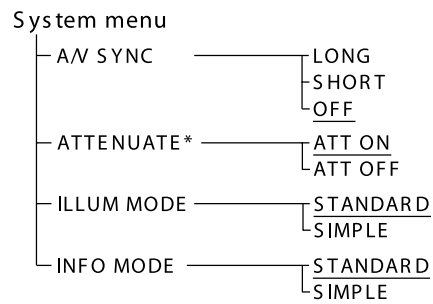 System menu
A/V SYNC LONG
SHORT
OFF
ATTENUATE* ATT ON
ATT OFF
ILLUM MODE STANDARD
SIMPLE
INFO MODE STANDARD
SIMPLE